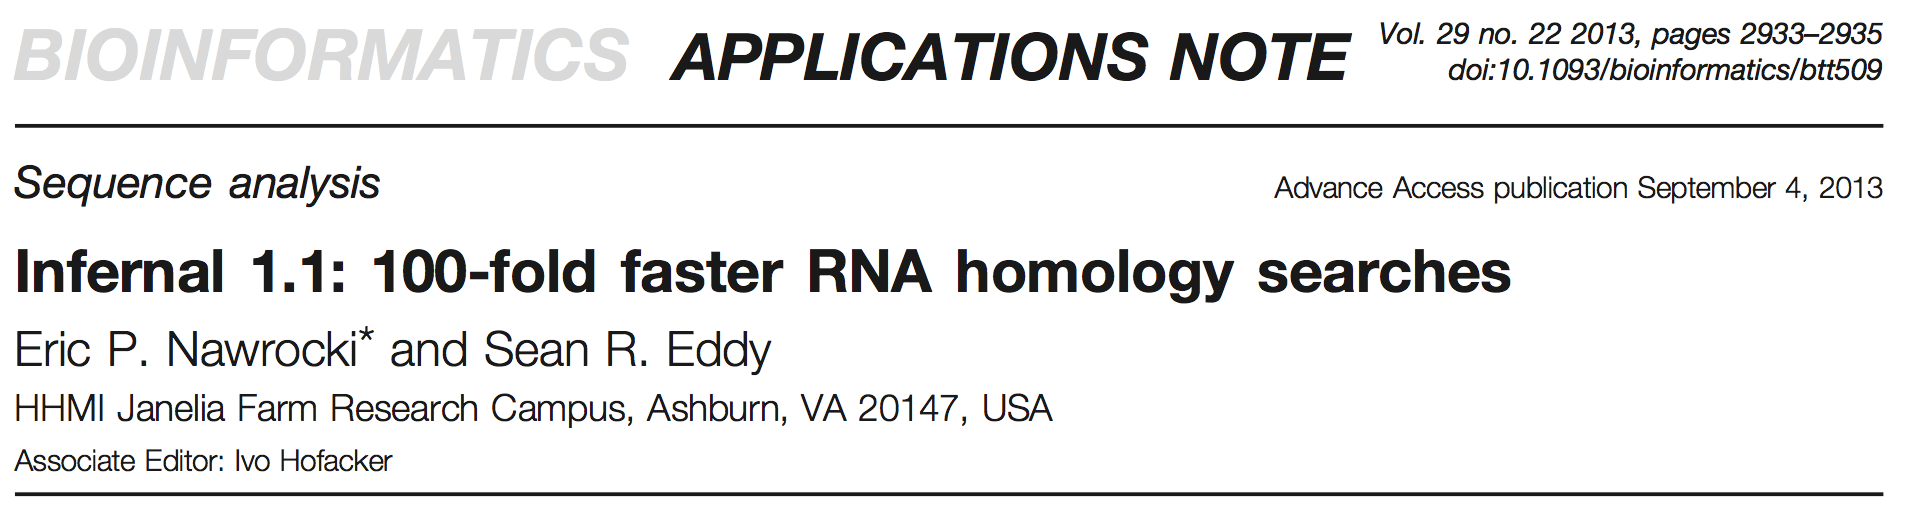 BIOINFORMATICS APPLICATIONS NOTE Vol. 29 no. 22 2013, pages 2933–2935
doi:10.1093/bioinformatics/btt509
Sequence analysis Advance Access publication September 4, 2013
Infernal 1.1: 100-fold faster RNA homology searches
Eric P. Nawrocki* and Sean R. Eddy
HHMI Janelia Farm Research Campus, Ashburn, VA 20147, USA
Associate Editor: Ivo Hofacker